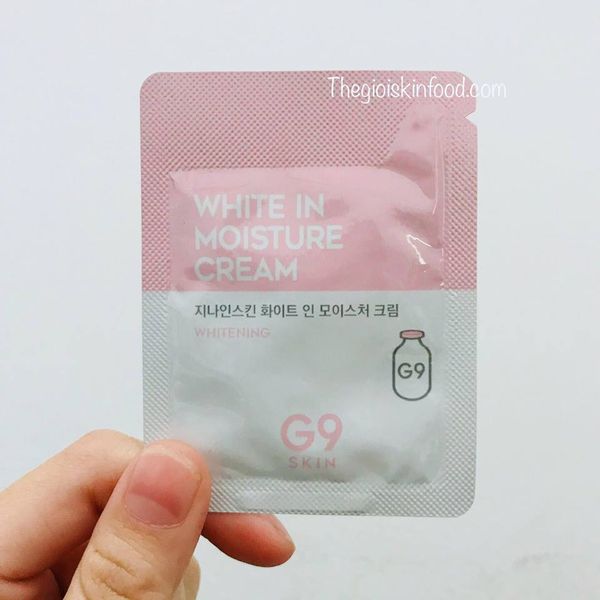 Thegioiskinfood.com
WHITE IN
MOISTURE
CREAM
지나인스킨 화이트 인 모이스처 크림
WHITENING
G9
G9
SKIN